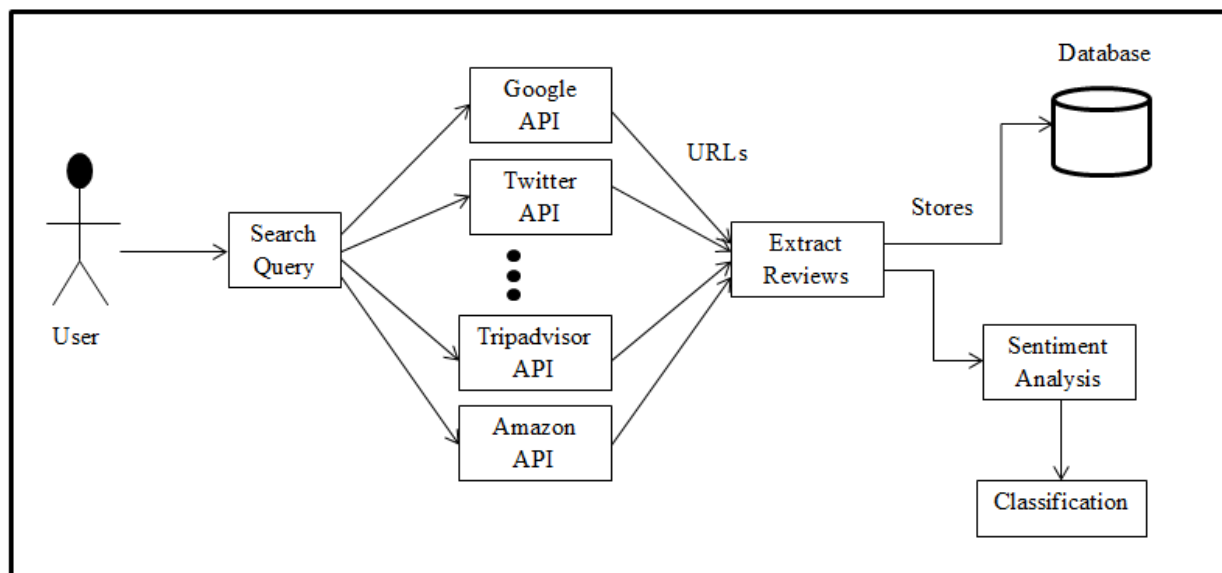 User
Search
Query
Google
API
Twitter
API
Tripadvisor
API
Amazon
API
URLs
Extract
Reviews
Stores
Database
Sentiment
Analysis
Classification